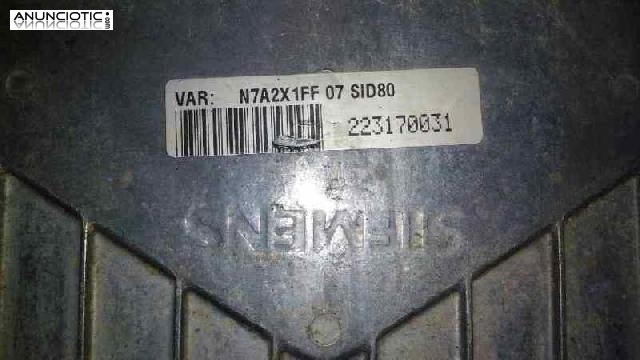 ANUNCIOTIC
.com
VAR: N7A2X1FF 07 SID80
223170031
SIEMENS